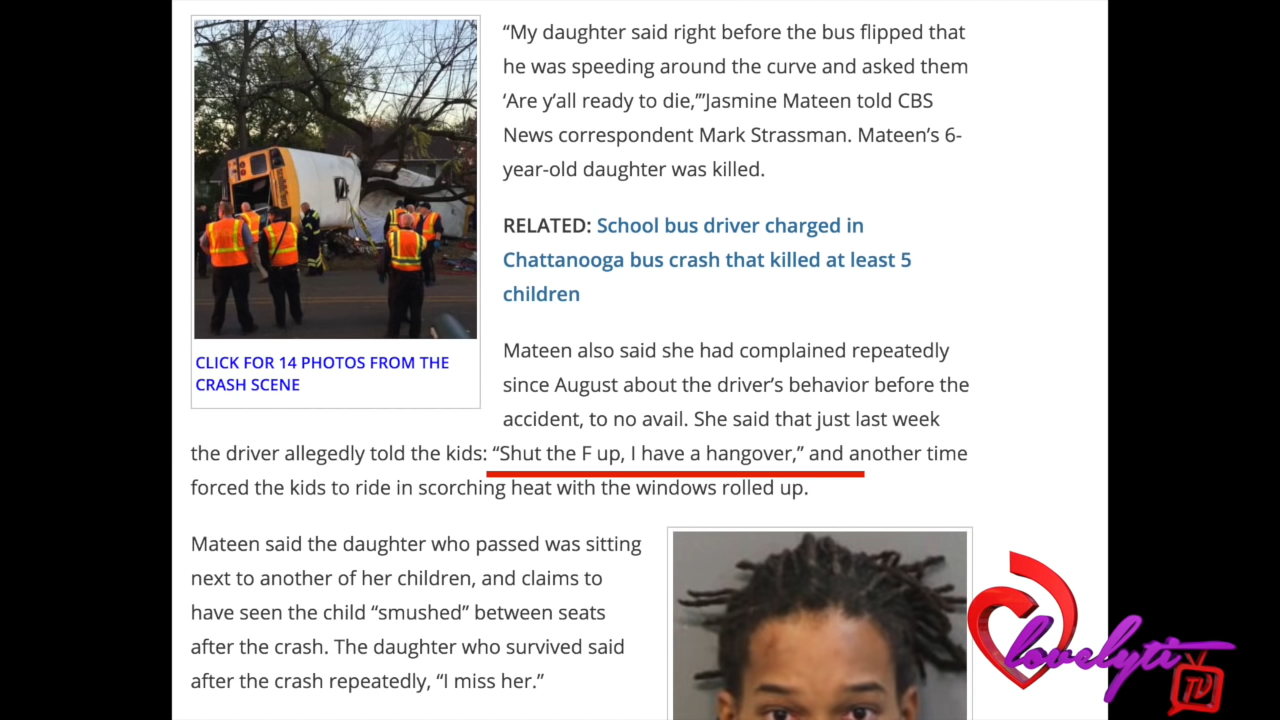 “My daughter said right before the bus flipped that
he was speeding around the curve and asked them
‘Are y’all ready to die,’”Jasmine Mateen told CBS
News correspondent Mark Strassman. Mateen’s 6-
year-old daughter was killed.
RELATED: School bus driver charged in
Chattanooga bus crash that killed at least 5
children
CLICK FOR 14 PHOTOS FROM THE
CRASH SCENE
Mateen also said she had complained repeatedly
since August about the driver’s behavior before the
accident, to no avail. She said that just last week
the driver allegedly told the kids: “Shut the F up, I have a hangover,” and another time
forced the kids to ride in scorching heat with the windows rolled up.
Mateen said the daughter who passed was sitting
next to another of her children, and claims to
have seen the child “smushed” between seats
after the crash. The daughter who survived said
after the crash repeatedly, “I miss her.”
lovelyti
TV